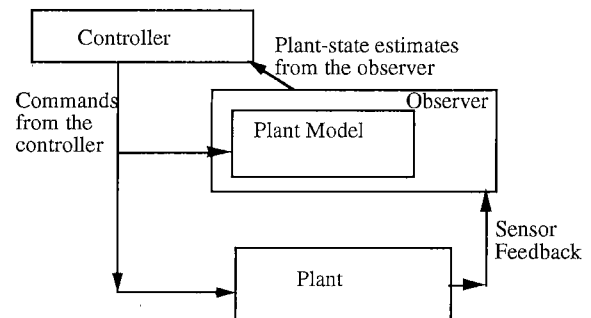 Controller
Plant-state estimates
from the observer
Commands
from the
controller
Observer
Plant Model
Sensor
Feedback
Plant